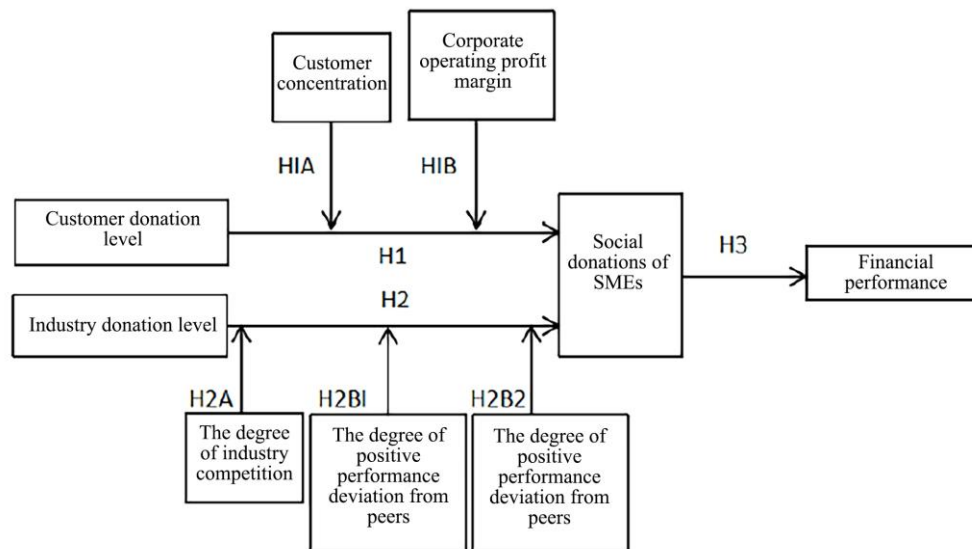 Customer
concentration
Corporate
operating profit
margin
HIA
HIB
Customer donation
level
H1
Social
donations of
SMEs
H3
Financial
performance
H2
Industry donation level
H2A
H2BI
H2B2
The degree
of industry
competition
The degree of
positive
performance
deviation from
peers
The degree of
positive
performance
deviation from
peers